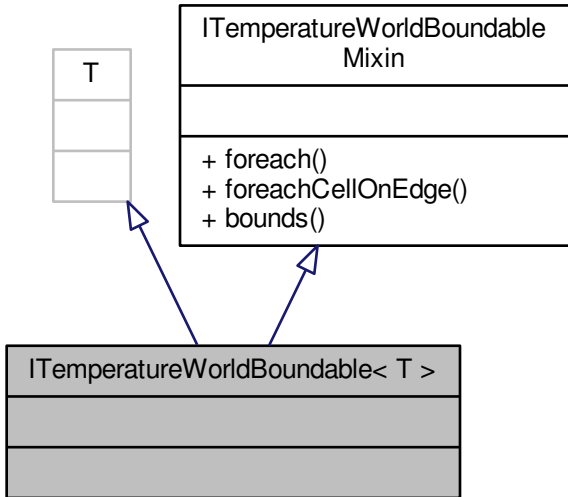 T
ITemperatureWorldBoundable
Mixin
+ foreach()
+ foreachCellOnEdge()
+ bounds()
ITemperatureWorldBoundable< T >